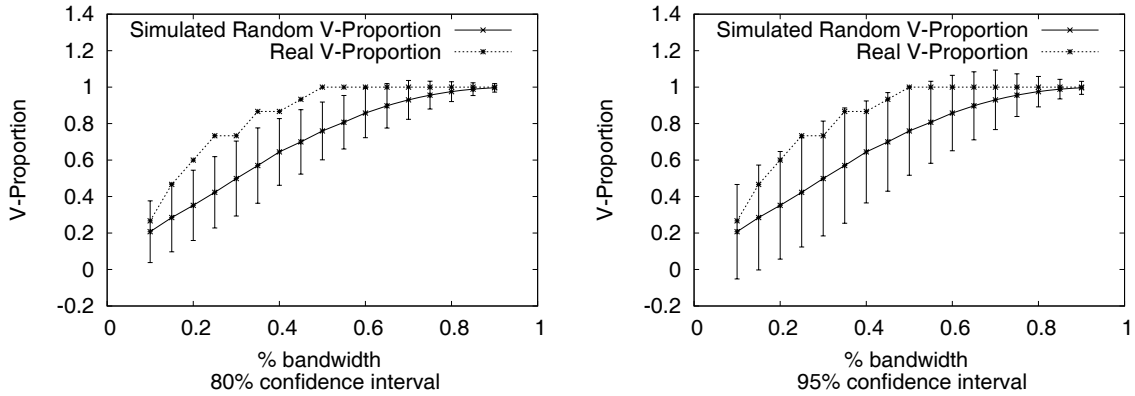 1.4
1.2
1
0.8
0.6
0.4
0.2
0
-0.2
V-Proportion
Simulated Random V-Proportion
Real V-Proportion
0 0.2 0.4 0.6 0.8 1
% bandwidth
80% confidence interval
1.4
1.2
1
0.8
0.6
0.4
0.2
0
-0.2
V-Proportion
Simulated Random V-Proportion
Real V-Proportion
0 0.2 0.4 0.6 0.8 1
% bandwidth
95% confidence interval